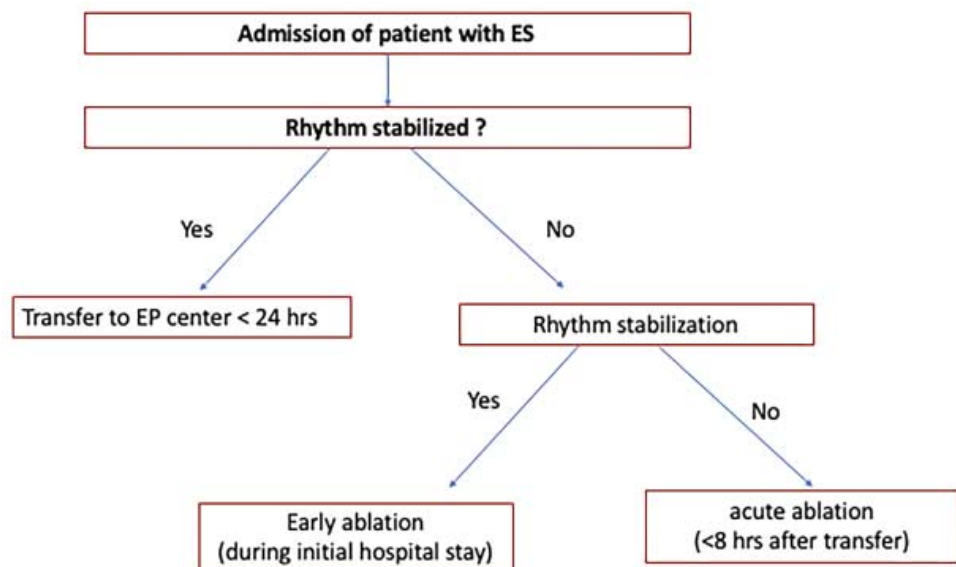 Admission of patient with ES
Rhythm stabilized ?
Yes
No
Transfer to EP center < 24 hrs
Rhythm stabilization
Yes
No
Early ablation
(during initial hospital stay)
acute ablation
(<8 hrs after transfer)